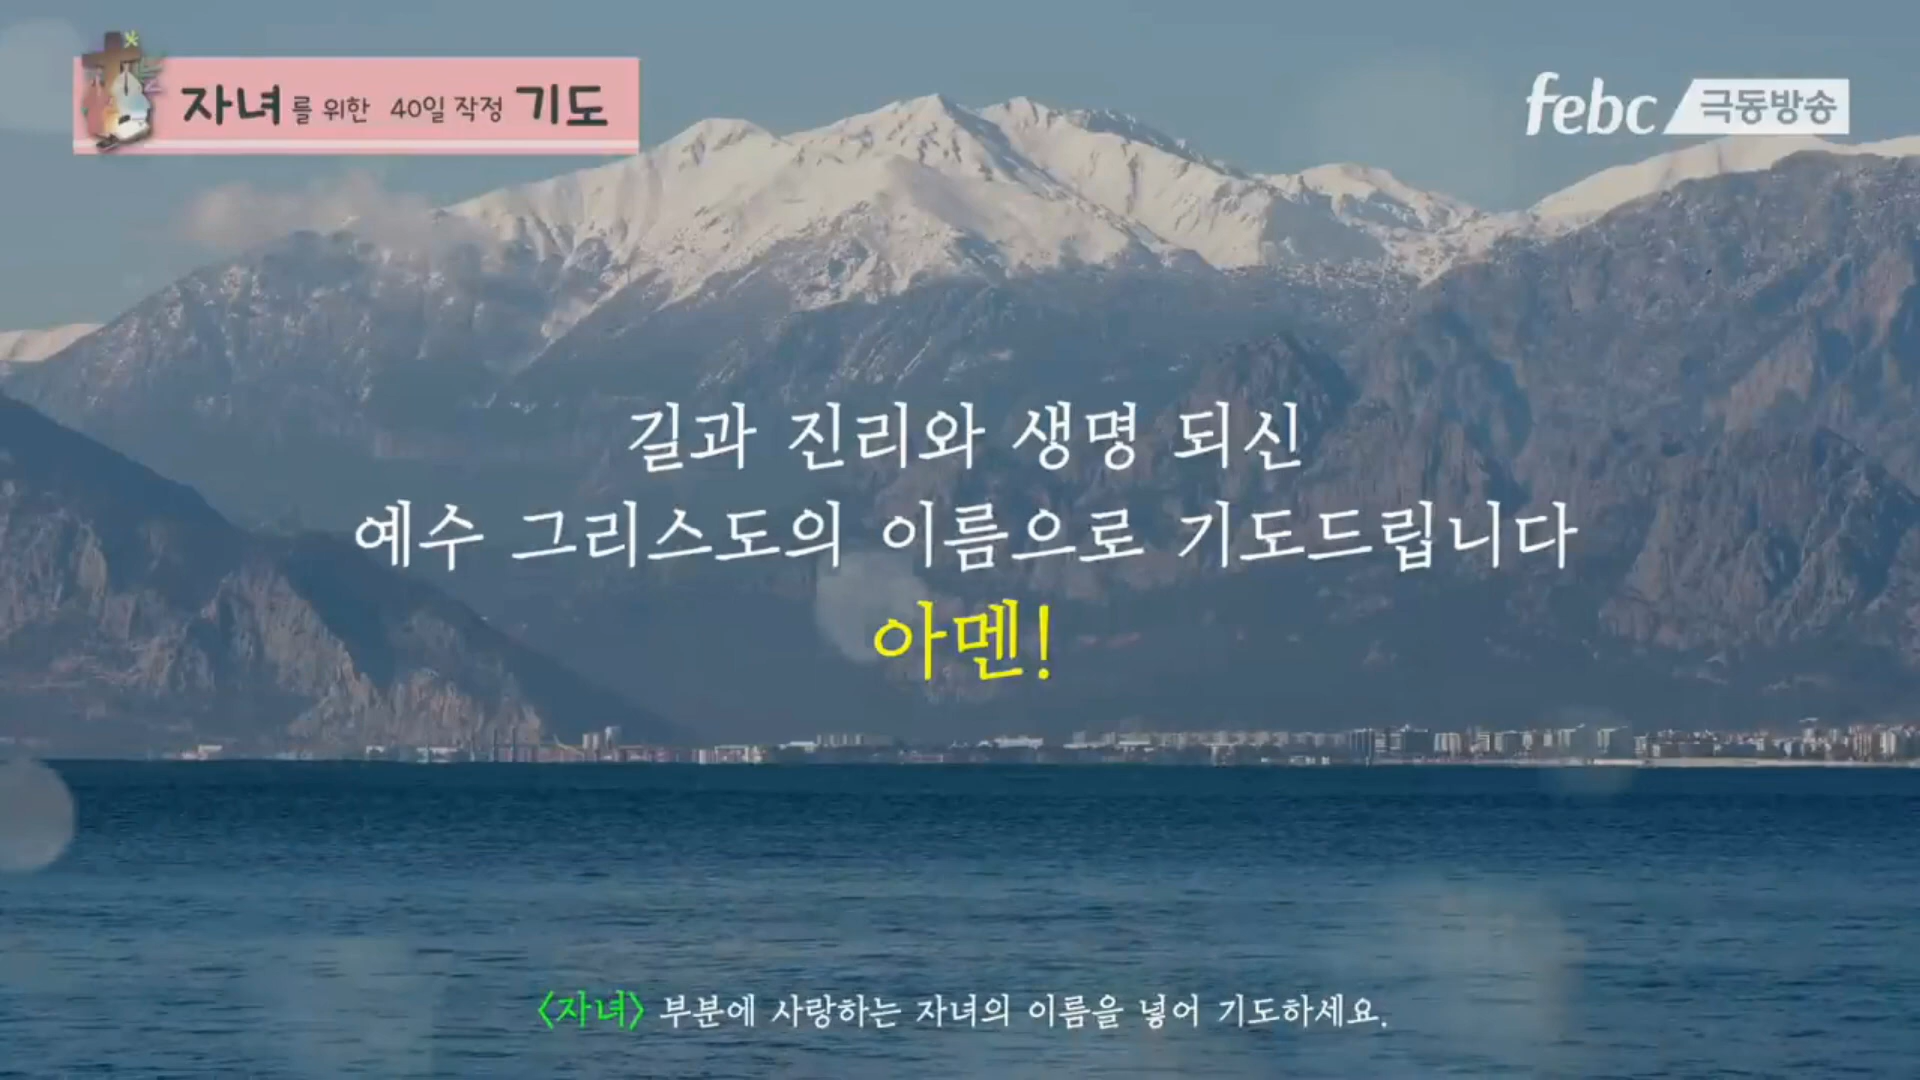 자녀를 위한 40일 작정 기도
febc 극동방송
길과 진리와 생명 되신
예수 그리스도의 이름으로 기도드립니다
아멘!
<자녀> 부분에 사랑하는 자녀의 이름을 넣어 기도하세요.